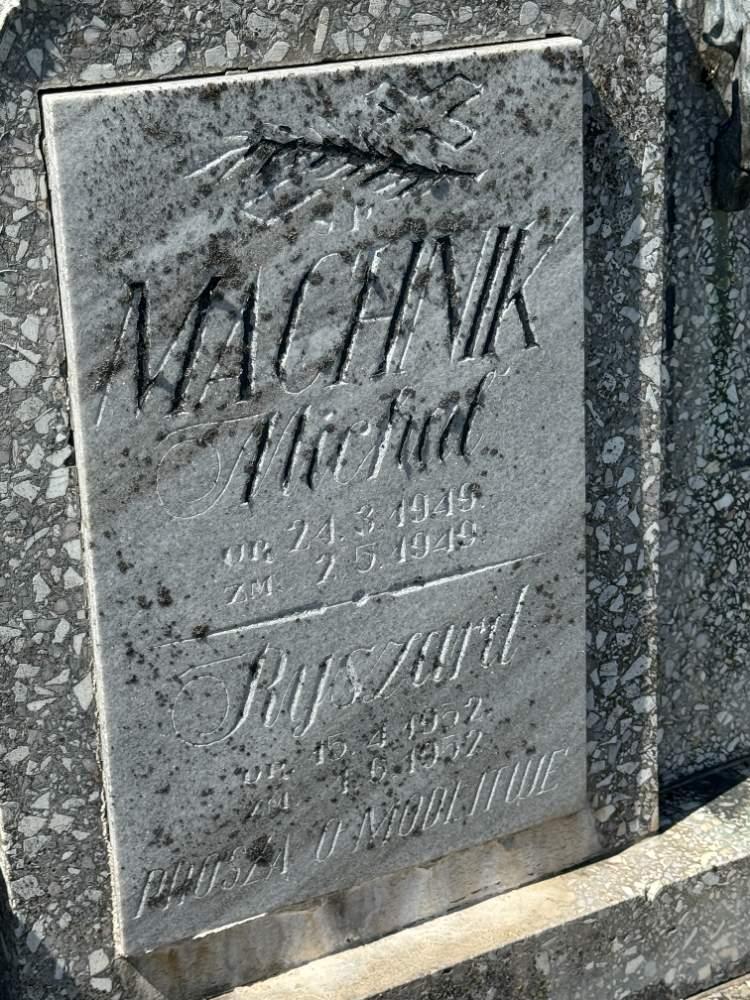 Ś P
MACHNIK
Michał
UR. 24. 3. 1949.
ZM. 2. 5. 1949.
Ryszard
UR. 15. 4. 1952.
ZM. 1. 6. 1952.
PROSZĄ O MODLITWĘ